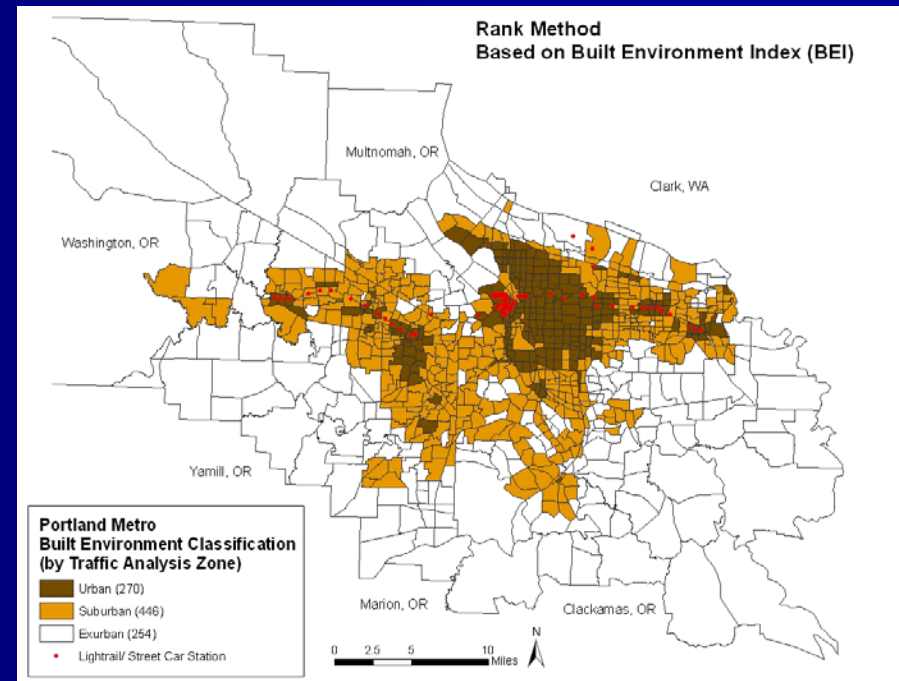 Rank Method
Based on Built Environment Index (BEI)
Multnomah, OR
Clark, WA
Washington, OR
Yamill, OR
Portland Metro
Built Environment Classification
(by Traffic Analysis Zone)
Urban (270)
Suburban (446)
Exurban (254)
Lightrail/ Street Car Station
Marion, OR
Clackamas, OR
N
0 2.5 5 10
Miles